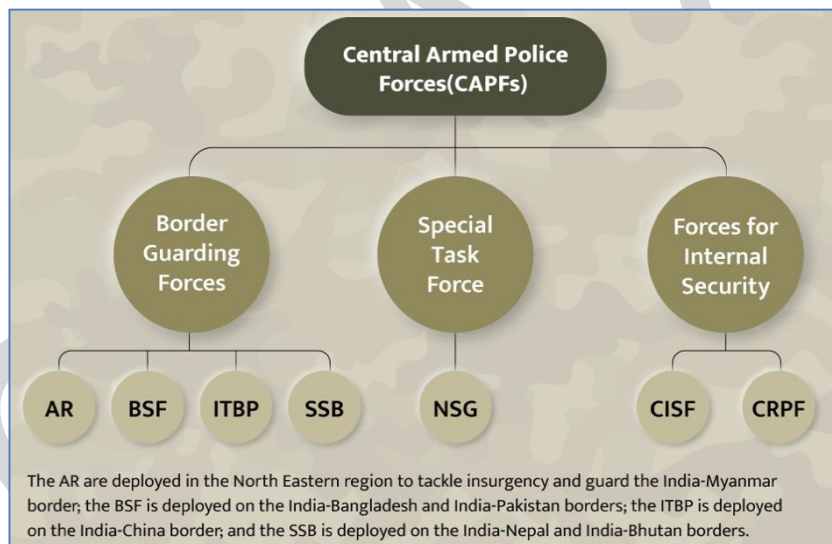 Central Armed Police
Forces(CAPFs)
Border
Guarding
Forces
Special
Task
Force
Forces for
Internal
Security
AR
BSF
ITBP
SSB
NSG
CISF
CRPF
The AR are deployed in the North Eastern region to tackle insurgency and guard the India-Myanmar
border; the BSF is deployed on the India-Bangladesh and India-Pakistan borders; the ITBP is deployed
on the India-China border; and the SSB is deployed on the India-Nepal and India-Bhutan borders.